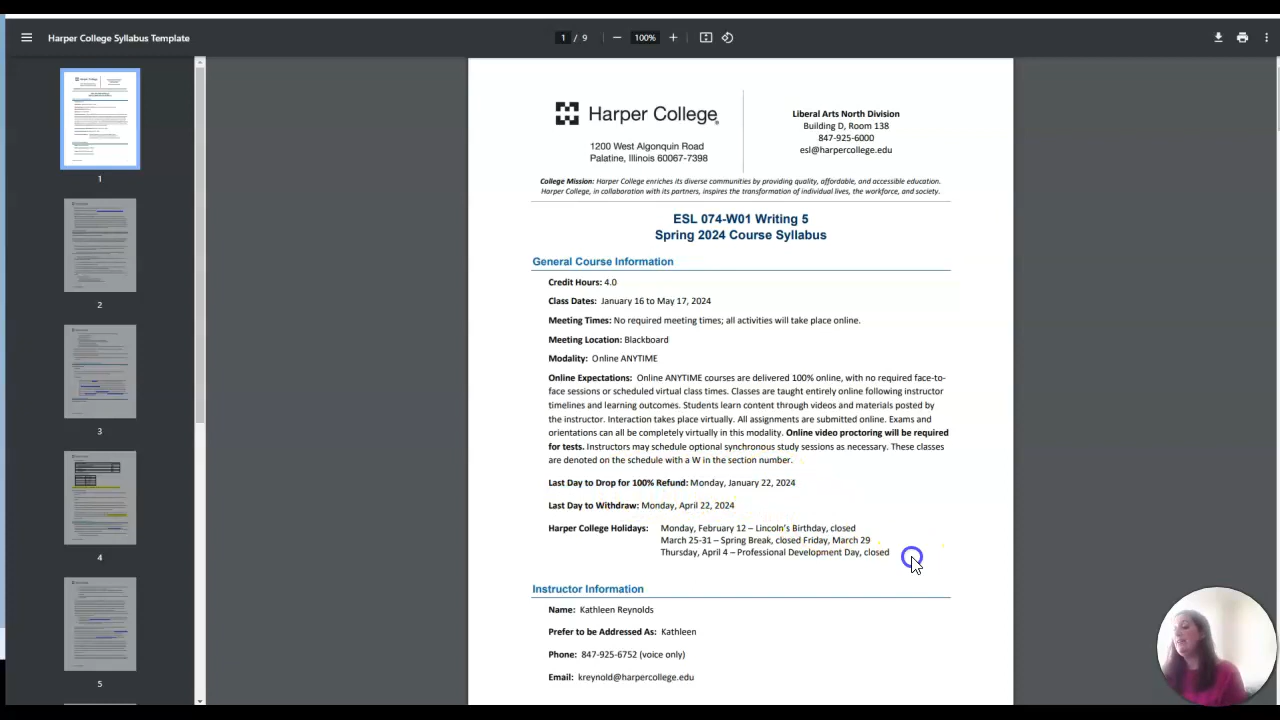 Harper College Syllabus Template
1 / 9
100%
1
2
3
4
5
Harper College
1200 West Algonquin Road
Palatine, Illinois 60067-7398
Liberal Arts North Division
Building D, Room 138
847-925-6000
esl@harpercollege.edu
College Mission: Harper College enriches its diverse communities by providing quality, affordable, and accessible education.
Harper College, in collaboration with its partners, inspires the transformation of individual lives, the workforce, and society.
ESL 074-W01 Writing 5
Spring 2024 Course Syllabus
General Course Information
Credit Hours: 4.0
Class Dates: January 16 to May 17, 2024
Meeting Times: No required meeting times; all activities will take place online.
Meeting Location: Blackboard
Modality: Online ANYTIME
Online Expectations: Online ANYTIME courses are delivered 100% online, with no required face-to-
face sessions or scheduled virtual class times. Classes are taught entirely online following instructor
timelines and learning outcomes. Students learn content through videos and materials posted by
the instructor. Interaction takes place virtually. All assignments are submitted online. Exams and
orientations can all be completely virtually in this modality. Online video proctoring will be required
for tests. Instructors may schedule optional synchronous study sessions as necessary. These classes
are denoted on the schedule with a W in the section number.
Last Day to Drop for 100% Refund: Monday, January 22, 2024
Last Day to Withdraw: Monday, April 22, 2024
Harper College Holidays: Monday, February 12 – Lincoln's Birthday, closed
March 25-31 – Spring Break, closed Friday, March 29
Thursday, April 4 – Professional Development Day, closed
Instructor Information
Name: Kathleen Reynolds
Prefer to be Addressed As: Kathleen
Phone: 847-925-6752 (voice only)
Email: kreynold@harpercollege.edu